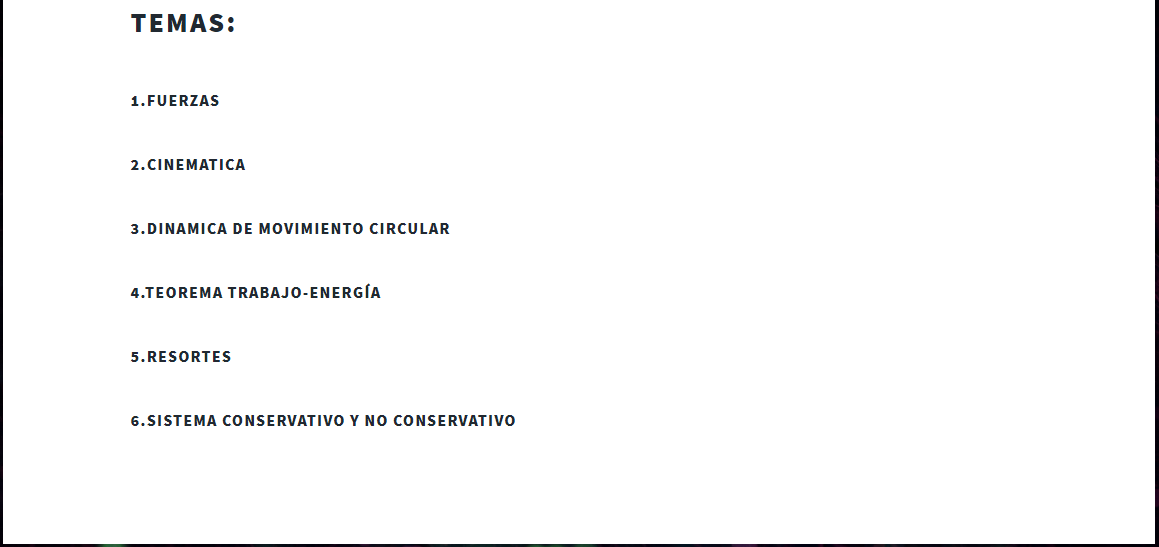 TEMAS:
1.FUERZAS
2.CINEMATICA
3.DINAMICA DE MOVIMIENTO CIRCULAR
4.TEOREMA TRABAJO-ENERGÍA
5.RESORTES
6.SISTEMA CONSERVATIVO Y NO CONSERVATIVO